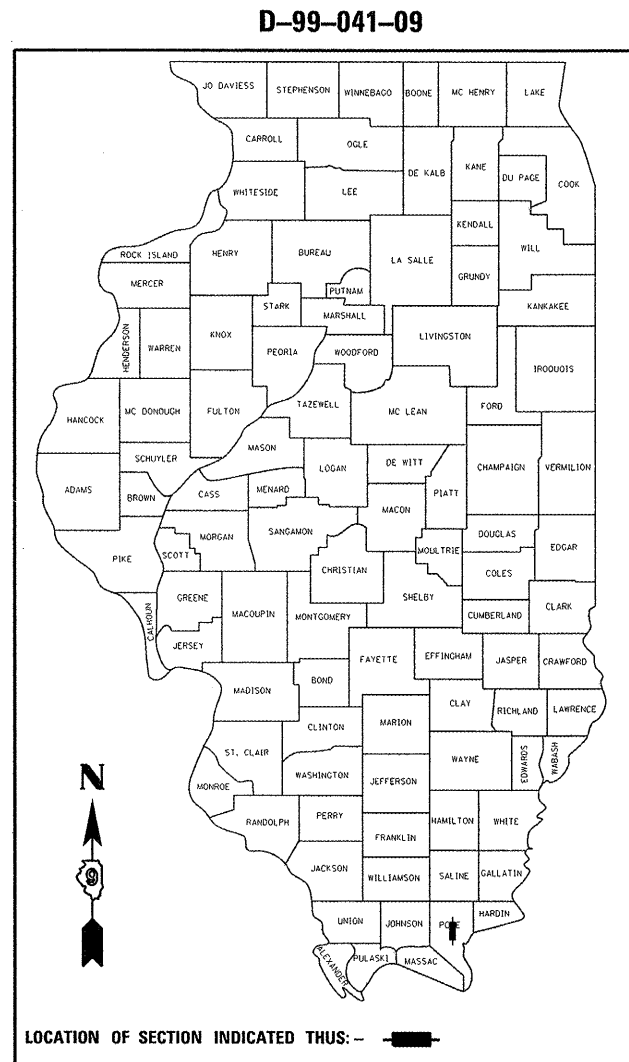 D-99-041-09
JO DAVIESS
STEPHENSON
WINNEBAGO
BOONE
MC HENRY
LAKE
CARROLL
OGLE
DE KALB
KANE
DU PAGE
COOK
WHITESIDE
LEE
KENDALL
WILL
ROCK ISLAND
HENRY
BUREAU
LA SALLE
GRUNDY
MERCER
PUTNAM
KANKAKEE
STARK
MARSHALL
HENDERSON
WARREN
KNOX
PEORIA
WOODFORD
LIVINGSTON
IROQUOIS
HANCOCK
MC DONOUGH
FULTON
TAZEWELL
MC LEAN
FORD
MASON
SCHUYLER
LOGAN
DE WITT
CHAMPAIGN
VERMILION
ADAMS
BROWN
CASS
MENARD
PIATT
MACON
PIKE
SCOTT
MORGAN
SANGAMON
MOULTRIE
DOUGLAS
EDGAR
CHRISTIAN
COLES
CALHOUN
GREENE
MACOUPIN
MONTGOMERY
SHELBY
CUMBERLAND
CLARK
JERSEY
FAYETTE
EFFINGHAM
JASPER
CRAWFORD
MADISON
BOND
CLAY
RICHLAND
LAWRENCE
CLINTON
MARION
ST. CLAIR
WAYNE
EDWARDS
WABASH
N
WASHINGTON
JEFFERSON
MONROE
RANDOLPH
PERRY
HAMILTON
WHITE
FRANKLIN
9
JACKSON
WILLIAMSON
SALINE
GALLATIN
UNION
JOHNSON
POPE
HARDIN
ALEXANDER
PULASKI
MASSAC
LOCATION OF SECTION INDICATED THUS: -